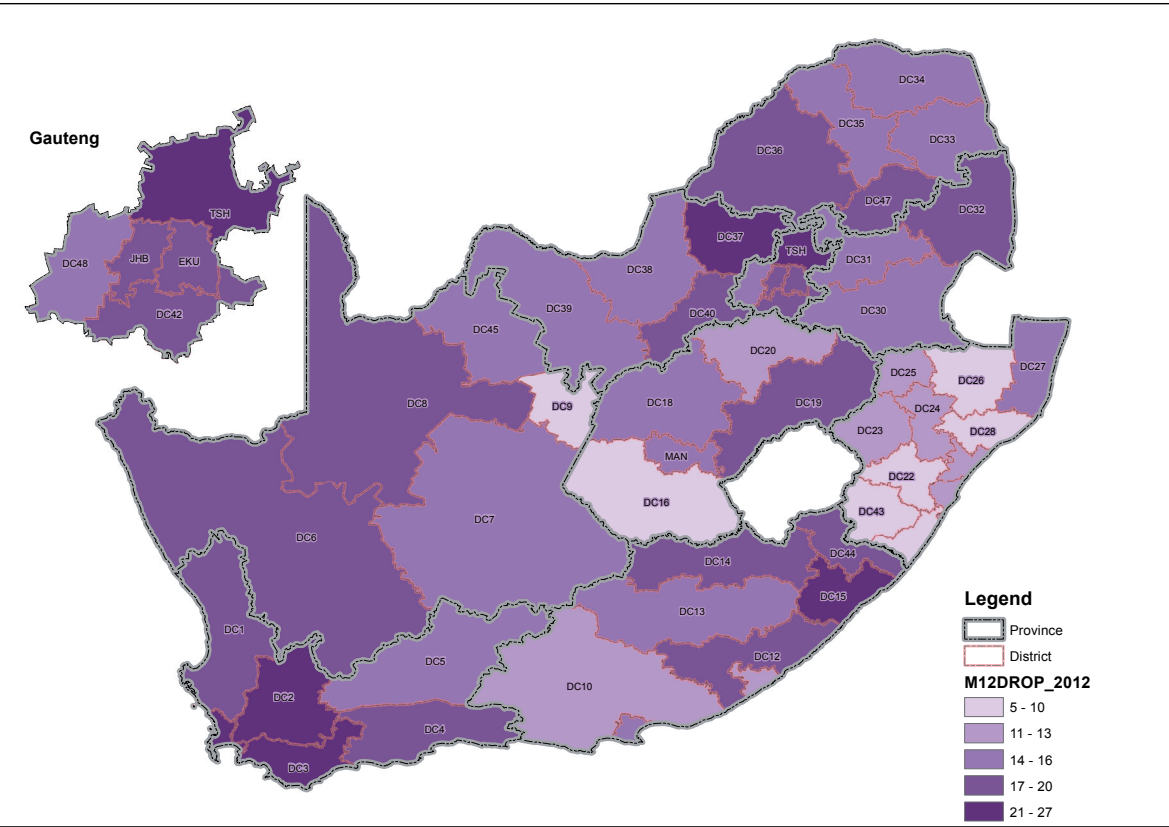 Gauteng
TSH
DC48
JHB
EKU
DC42
DC34
DC35
DC33
DC36
DC47
DC32
DC37
TSH
DC31
DC38
DC40
DC30
DC39
DC45
DC20
DC25
DC26
DC27
DC8
DC9
DC18
DC19
DC24
DC23
DC28
MAN
DC22
DC16
DC43
DC7
DC6
DC14
DC44
DC15
DC13
DC1
DC5
DC12
DC10
DC2
DC4
DC3
Legend
Province
District
M12DROP_2012
5 - 10
11 - 13
14 - 16
17 - 20
21 - 27